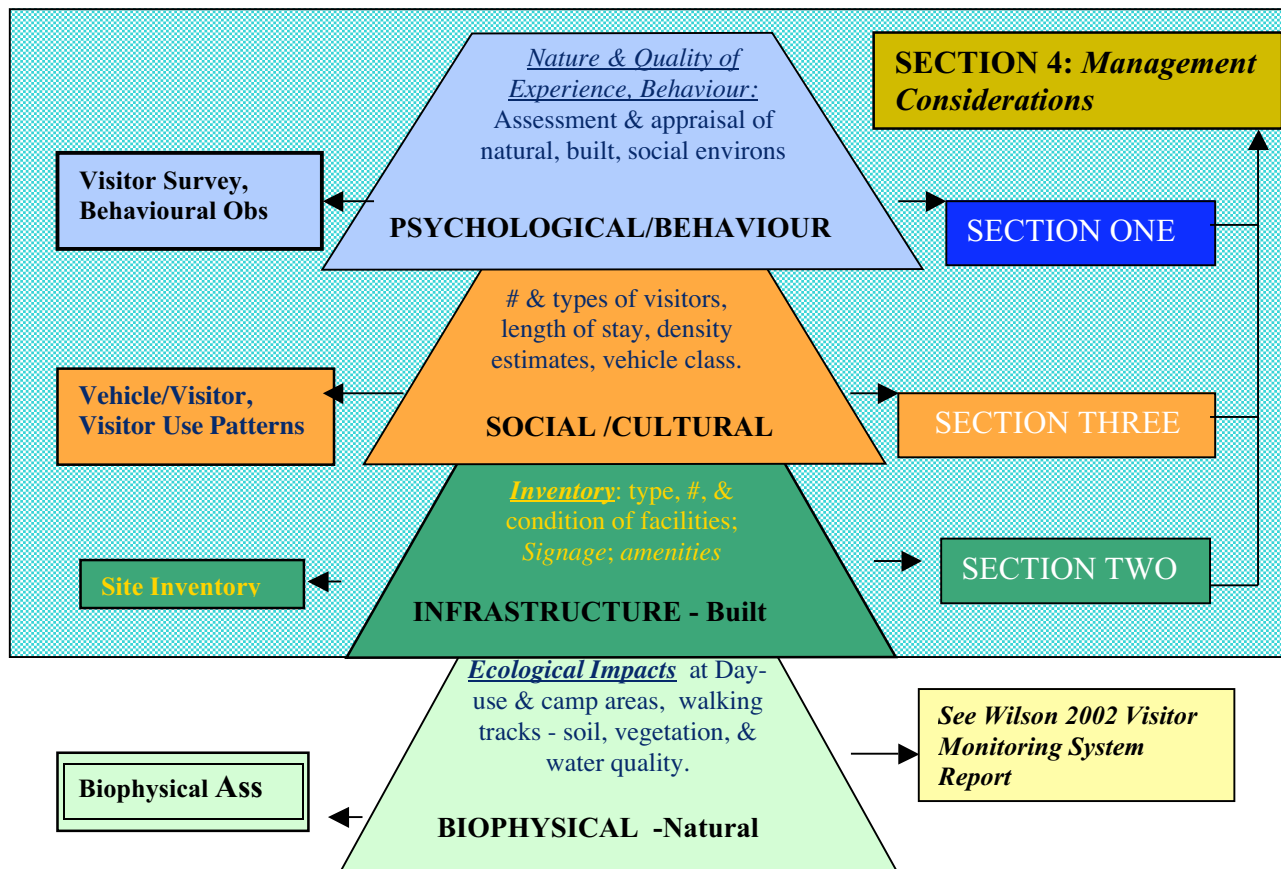 Nature & Quality of
Experience, Behaviour:
Assessment & appraisal of
natural, built, social environs
PSYCHOLOGICAL/BEHAVIOUR
SECTION 4: Management
Considerations
Visitor Survey,
Behavioural Obs
SECTION ONE
# & types of visitors,
length of stay, density
estimates, vehicle class.
SOCIAL /CULTURAL
Vehicle/Visitor,
Visitor Use Patterns
SECTION THREE
Inventory: type, #, &
condition of facilities;
Signage; amenities
INFRASTRUCTURE - Built
Site Inventory
SECTION TWO
Ecological Impacts at Day-
use & camp areas, walking
tracks - soil, vegetation, &
water quality.
BIOPHYSICAL -Natural
Biophysical Ass
See Wilson 2002 Visitor
Monitoring System
Report